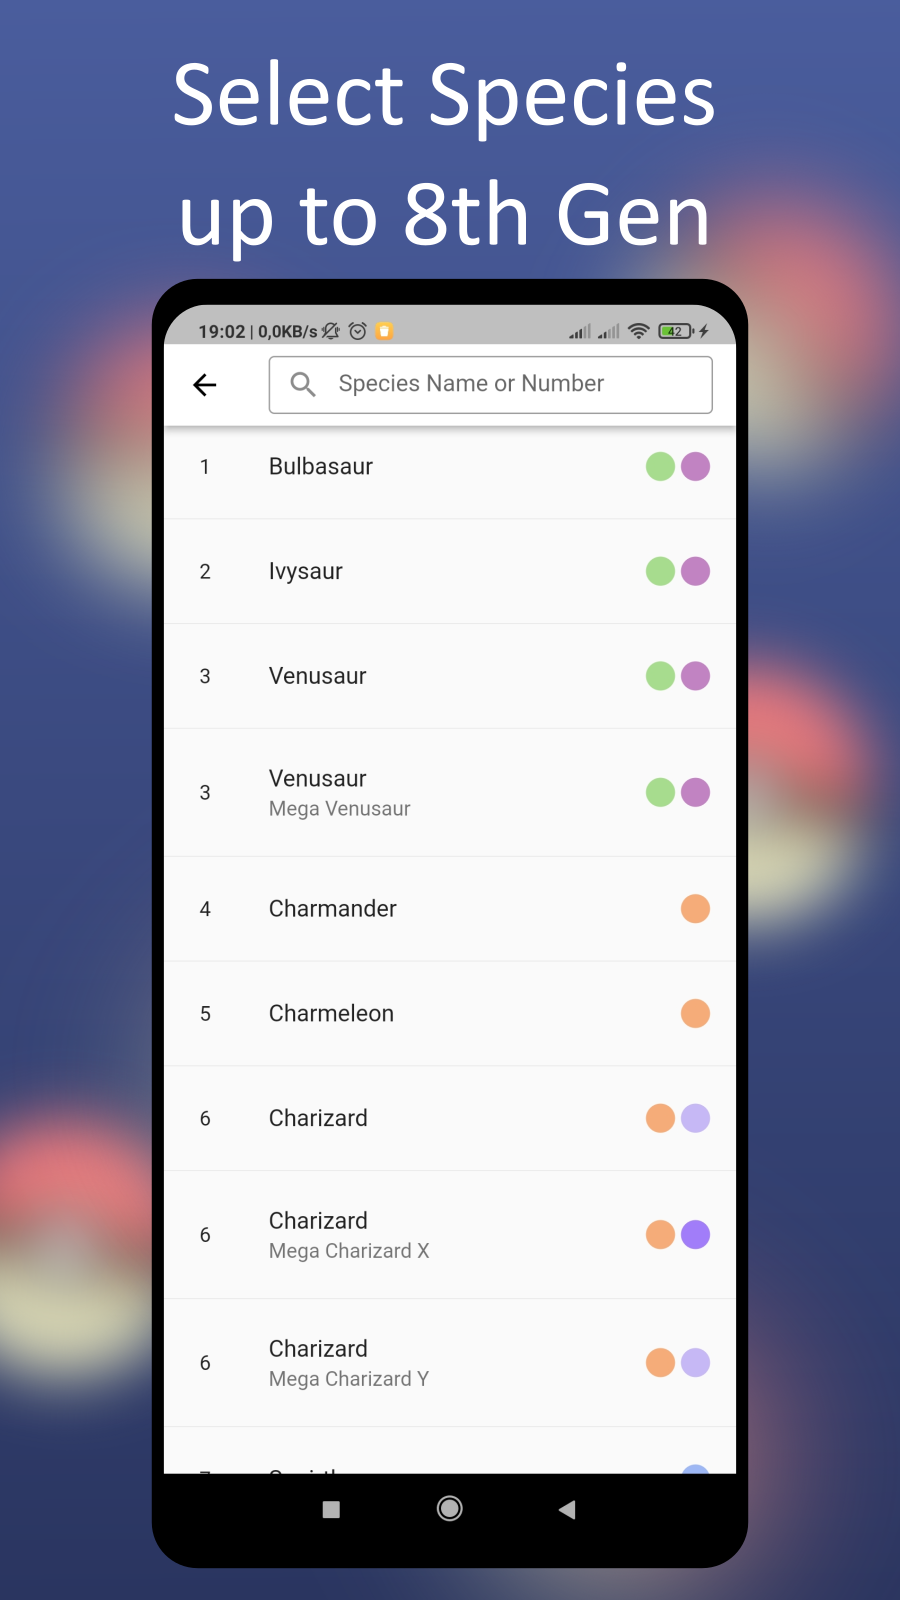 Select Species
up to 8th Gen
19:02 | 0,0KB/s 42
Species Name or Number
1 Bulbasaur
2 Ivysaur
3 Venusaur
3 Venusaur
Mega Venusaur
4 Charmander
5 Charmeleon
6 Charizard
6 Charizard
Mega Charizard X
6 Charizard
Mega Charizard Y